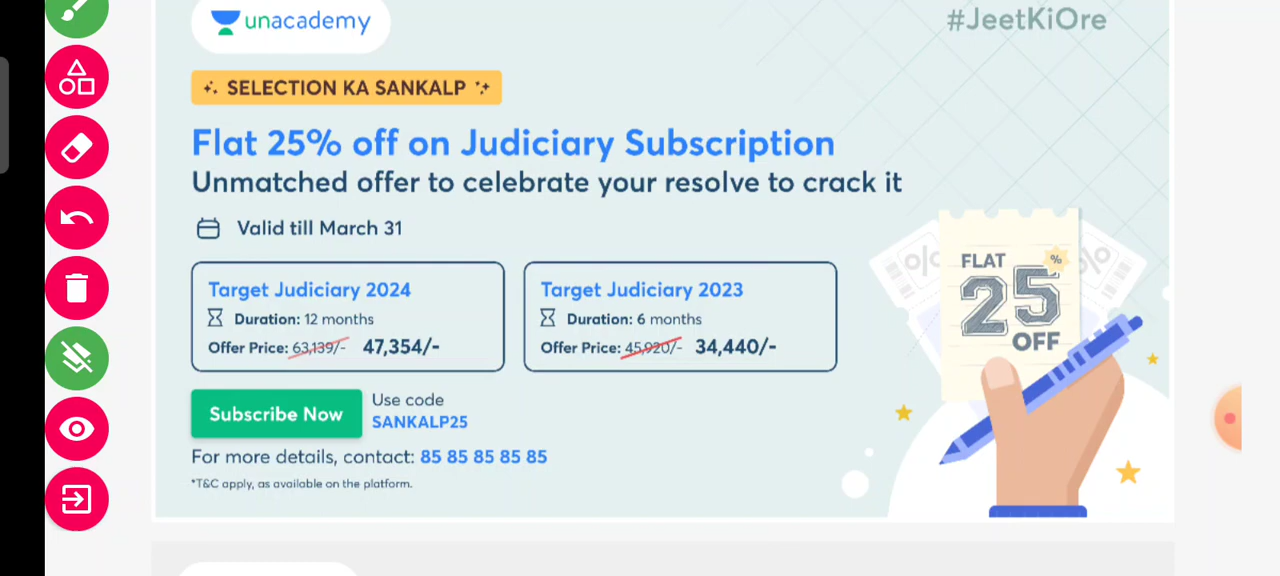 unacademy
#JeetKiOre
SELECTION KA SANKALP
Flat 25% off on Judiciary Subscription
Unmatched offer to celebrate your resolve to crack it
Valid till March 31
Target Judiciary 2024
Duration: 12 months
Offer Price: 63,139/- 47,354/-
Target Judiciary 2023
Duration: 6 months
Offer Price: 45,920/- 34,440/-
FLAT
%
25
OFF
% %
Subscribe Now
Use code
SANKALP25
For more details, contact: 85 85 85 85 85
*T&C apply, as available on the platform.